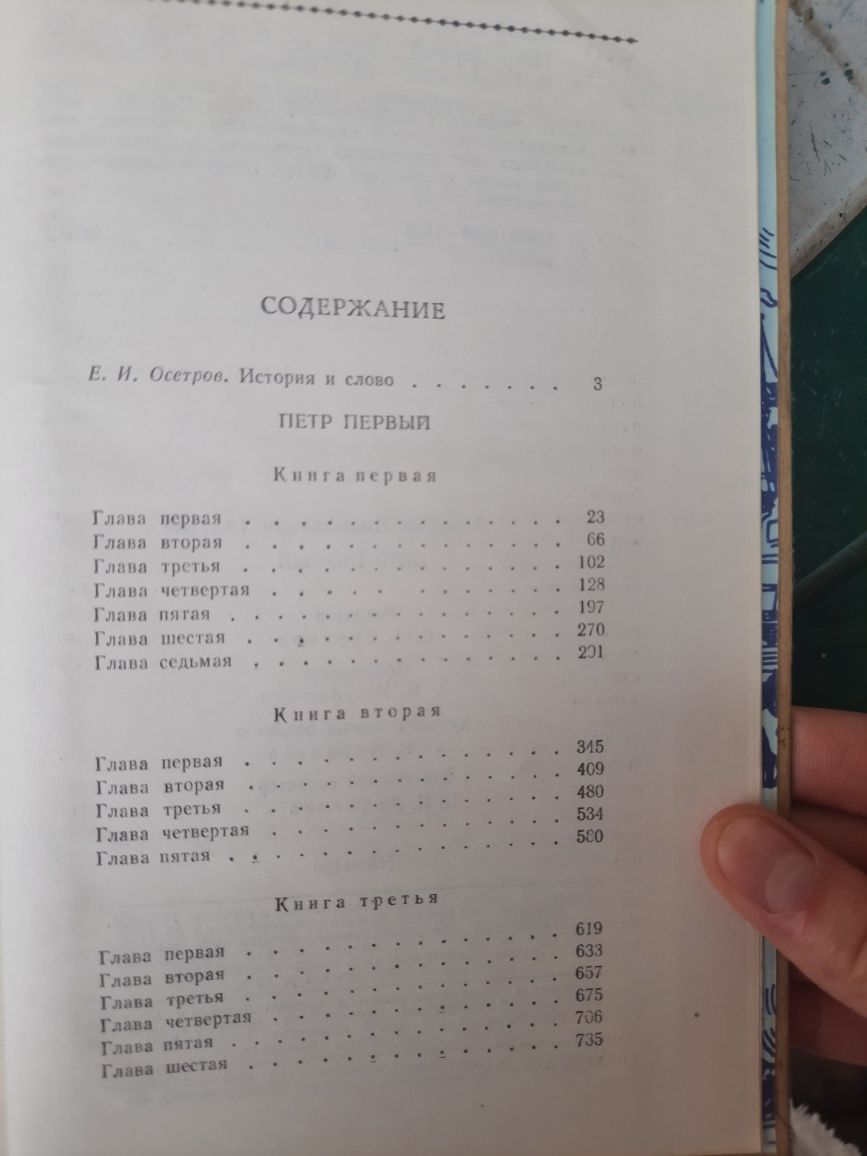 СОДЕРЖАНИЕ
Е. И. Осетров. История и слово . . . . . . . 3
ПЕТР ПЕРВЫЙ
Книга первая
Глава первая . . . . . . . . . . . . . . . 23
Глава вторая . . . . . . . . . . . . . . . 66
Глава третья . . . . . . . . . . . . . . . 102
Глава четвертая . . . . . . . . . . . . . 128
Глава пятая . . . . . . . . . . . . . . . 197
Глава шестая . . . . . . . . . . . . . . . 270
Глава седьмая . . . . . . . . . . . . . . 291
Книга вторая
Глава первая . . . . . . . . . . . . . . . 345
Глава вторая . . . . . . . . . . . . . . . 409
Глава третья . . . . . . . . . . . . . . . 480
Глава четвертая . . . . . . . . . . . . . 534
Глава пятая . . . . . . . . . . . . . . . 580
Книга третья
Глава первая . . . . . . . . . . . . . . . 619
Глава вторая . . . . . . . . . . . . . . . 633
Глава третья . . . . . . . . . . . . . . . 657
Глава четвертая . . . . . . . . . . . . . 675
Глава пятая . . . . . . . . . . . . . . . 706
Глава шестая . . . . . . . . . . . . . . . 735